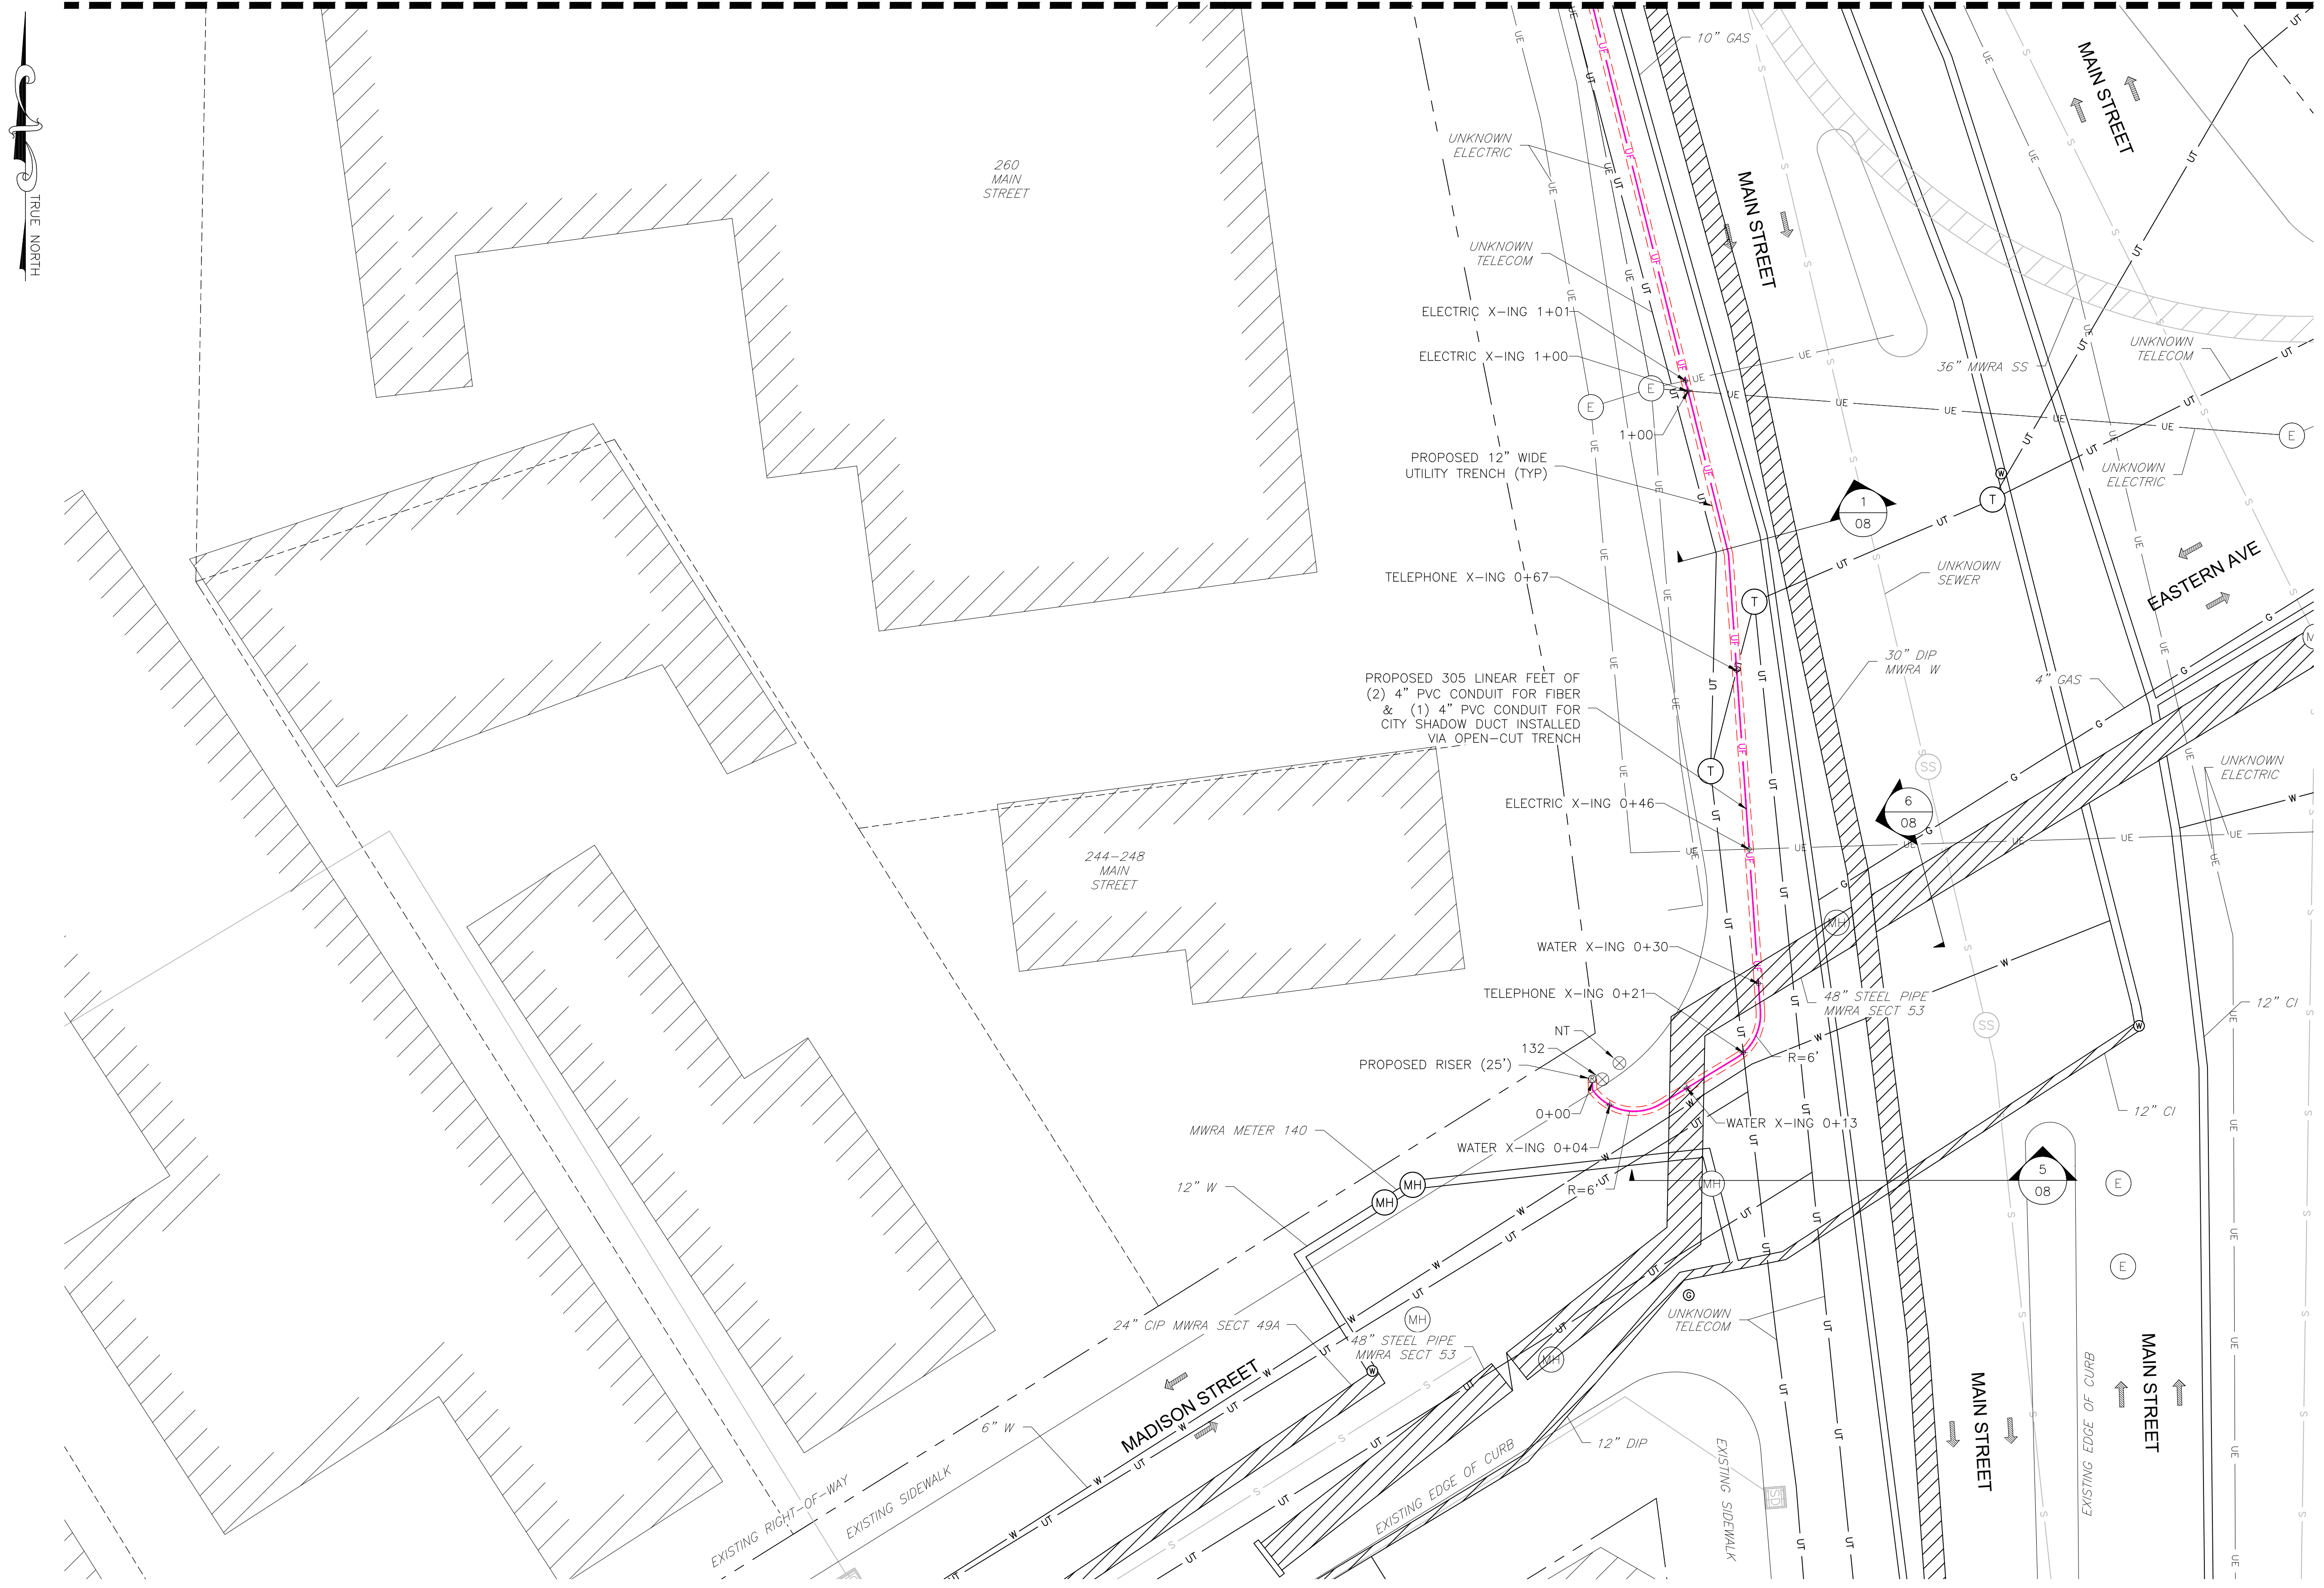 TRUE NORTH
10" GAS
MAIN STREET
UNKNOWN
ELECTRIC
260
MAIN
STREET
MAIN STREET
UNKNOWN
TELECOM
ELECTRIC X-ING 1+01
ELECTRIC X-ING 1+00
1+00
36" MWRA SS
UNKNOWN
TELECOM
PROPOSED 12" WIDE
UTILITY TRENCH (TYP)
UNKNOWN
ELECTRIC
1
08
EASTERN AVE
TELEPHONE X-ING 0+67
UNKNOWN
SEWER
30" DIP
MWRA W
4" GAS
PROPOSED 305 LINEAR FEET OF
(2) 4" PVC CONDUIT FOR FIBER
& (1) 4" PVC CONDUIT FOR
CITY SHADOW DUCT INSTALLED
VIA OPEN-CUT TRENCH
UNKNOWN
ELECTRIC
ELECTRIC X-ING 0+46
6
08
244-248
MAIN
STREET
WATER X-ING 0+30
TELEPHONE X-ING 0+21
48" STEEL PIPE
MWRA SECT 53
12" CI
NT
132
PROPOSED RISER (25')
R=6'
0+00
12" CI
MWRA METER 140
WATER X-ING 0+13
WATER X-ING 0+04
R=6'
12" W
5
08
UNKNOWN
TELECOM
24" CIP MWRA SECT 49A
48" STEEL PIPE
MWRA SECT 53
MADISON STREET
6" W
12" DIP
EXISTING EDGE OF CURB
EXISTING SIDEWALK
MAIN STREET
EXISTING EDGE OF CURB
MAIN STREET
EXISTING RIGHT-OF-WAY
EXISTING SIDEWALK
UE
UT
UF
S
W
G
E
T
MH
SS